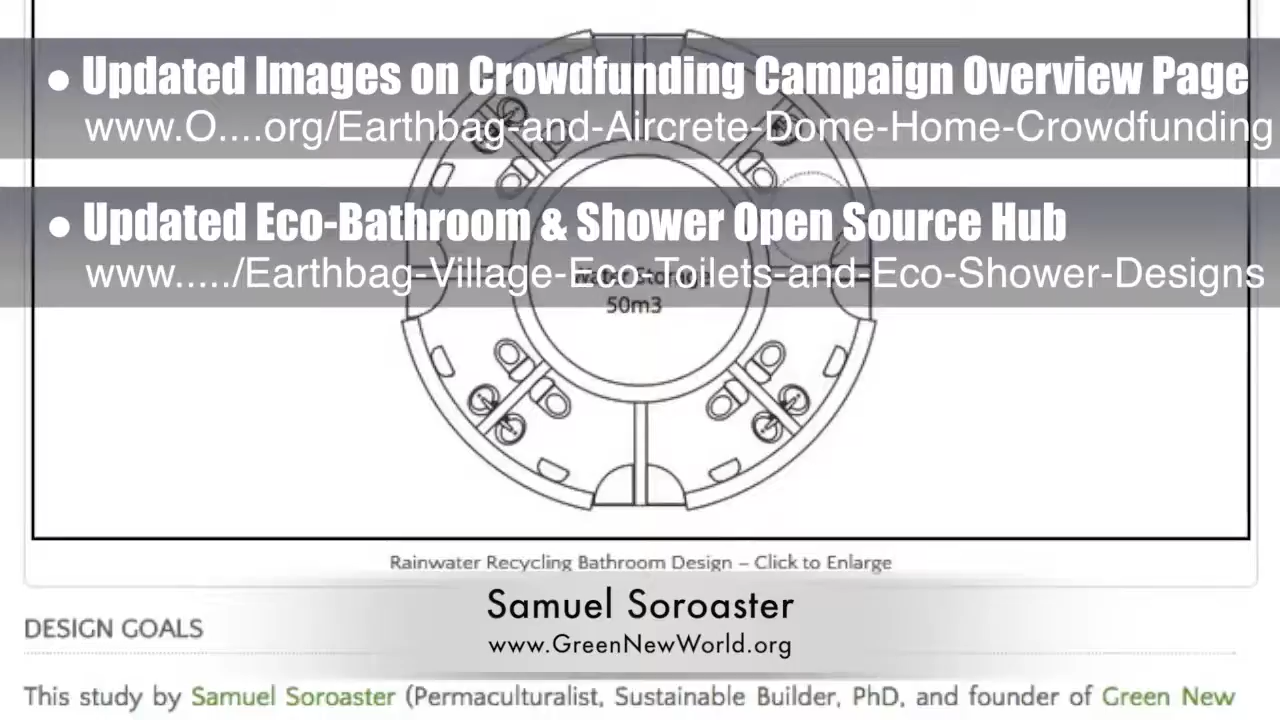 ● Updated Images on Crowdfunding Campaign Overview Page
www.O....org/Earthbag-and-Aircrete-Dome-Home-Crowdfunding
● Updated Eco-Bathroom & Shower Open Source Hub
www...../Earthbag-Village-Eco-Toilets-and-Eco-Shower-Designs
Water Storage
50m3
Rainwater Recycling Bathroom Design – Click to Enlarge
Samuel Soroaster
www.GreenNewWorld.org
DESIGN GOALS
This study by Samuel Soroaster (Permaculturalist, Sustainable Builder, PhD, and founder of Green New